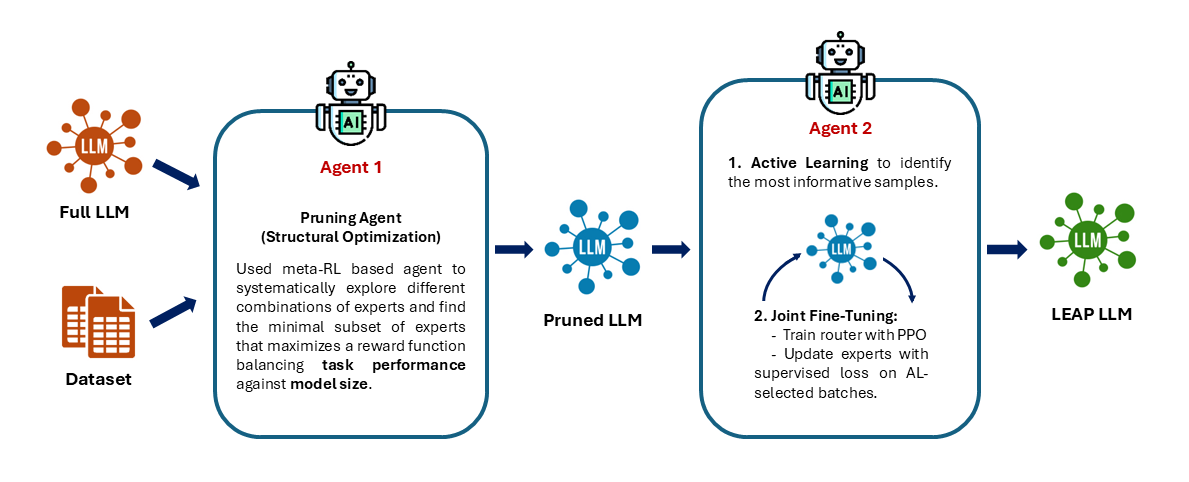 LLM
Full LLM
Dataset
AI
Agent 1
Pruning Agent
(Structural Optimization)
Used meta-RL based agent to
systematically explore different
combinations of experts and find
the minimal subset of experts
that maximizes a reward function
balancing task performance
against model size.
LLM
Pruned LLM
AI
Agent 2
1. Active Learning to identify
the most informative samples.
LLM
2. Joint Fine-Tuning:
- Train router with PPO
- Update experts with
supervised loss on AL-
selected batches.
LLM
LEAP LLM